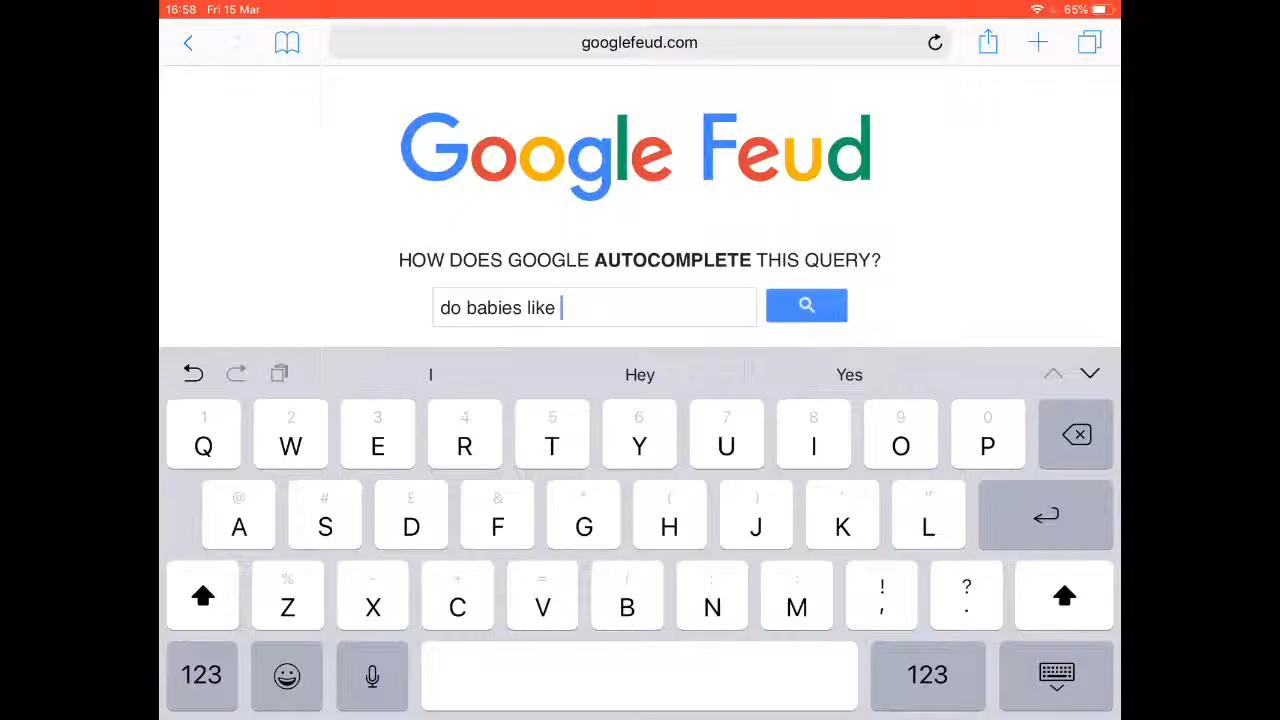 16:58 Fri 15 Mar 65%
googlefeud.com
Google Feud
HOW DOES GOOGLE AUTOCOMPLETE THIS QUERY?
do babies like
I Hey Yes
1 2 3 4 5 6 7 8 9 0
Q W E R T Y U I O P
@ # £ & * ( ) ' "
A S D F G H J K L
% - + = / ; : ! ?
Z X C V B N M , .
123 123